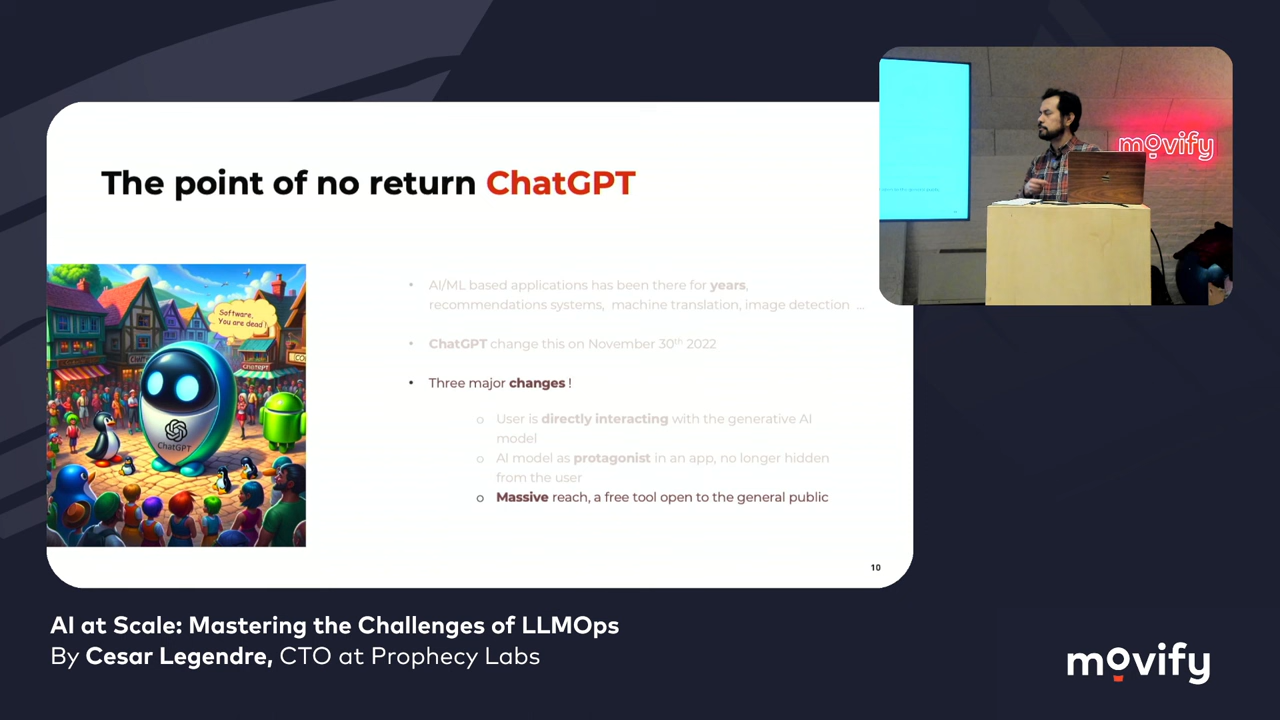 The point of no return ChatGPT
Software,
You are dead!
ChatGPT
• AI/ML based applications has been there for years,
recommendations systems, machine translation, image detection ...
• ChatGPT change this on November 30th 2022
• Three major changes !
o User is directly interacting with the generative AI
model
o AI model as protagonist in an app, no longer hidden
from the user
o Massive reach, a free tool open to the general public
10
movify
AI at Scale: Mastering the Challenges of LLMOps
By Cesar Legendre, CTO at Prophecy Labs
movify